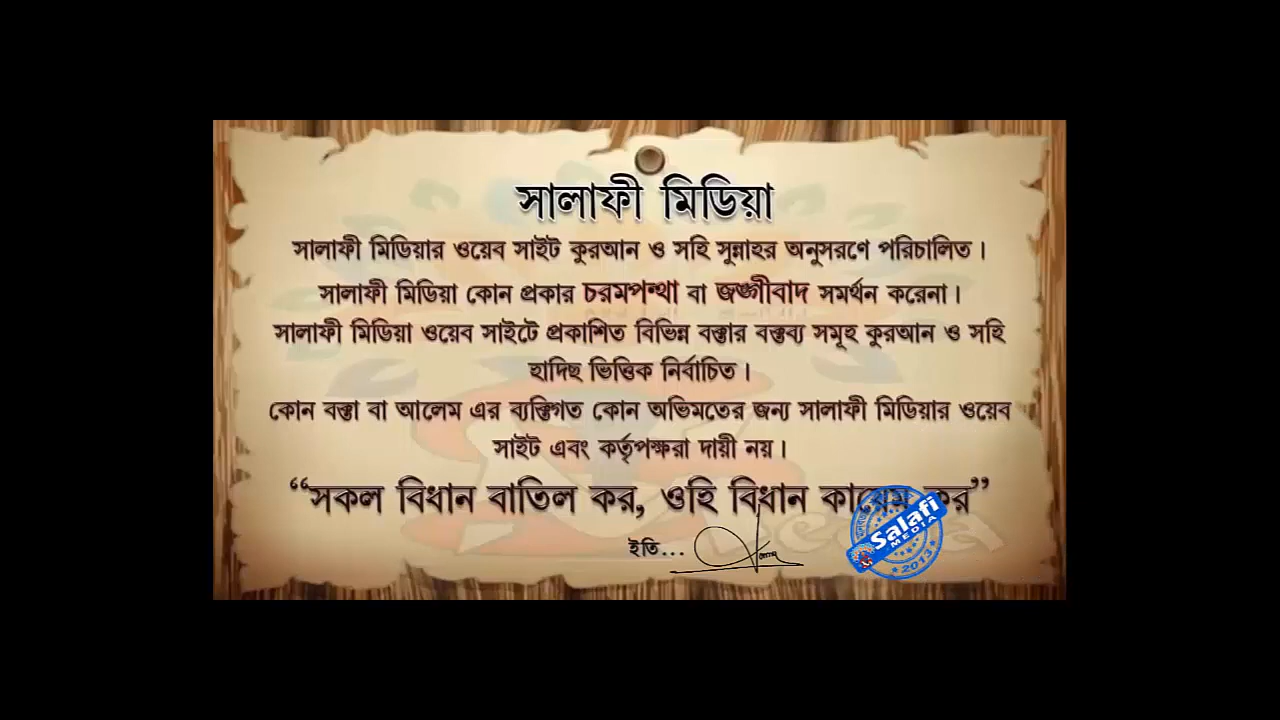 সালাফী মিডিয়া
সালাফী মিডিয়ার ওয়েব সাইট কুরআন ও সহি সুন্নাহর অনুসরণে পরিচালিত।
সালাফী মিডিয়া কোন প্রকার চরমপন্থা বা জঙ্গীবাদ সমর্থন করেনা।
সালাফী মিডিয়া ওয়েব সাইটে প্রকাশিত বিভিন্ন বক্তার বক্তব্য সমূহ কুরআন ও সহি
হাদিছ ভিত্তিক নির্বাচিত।
কোন বক্তা বা আলেম এর ব্যক্তিগত কোন অভিমতের জন্য সালাফী মিডিয়ার ওয়েব
সাইট এবং কর্তৃপক্ষরা দায়ী নয়।
“সকল বিধান বাতিল কর, ওহি বিধান কায়েম কর”
ইতি...
Salafi
MEDIA
2013